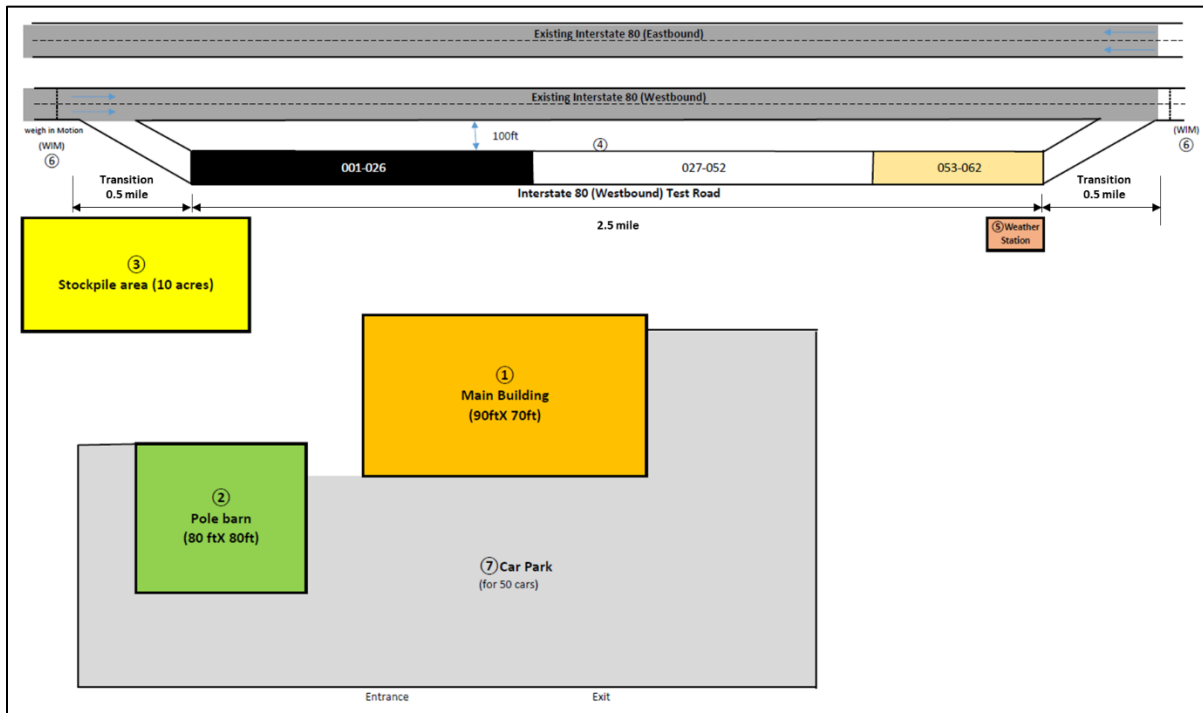 Existing Interstate 80 (Eastbound)
Existing Interstate 80 (Westbound)
weigh in Motion
(WIM)
⑥
100ft
④
(WIM)
⑥
001-026
027-052
053-062
Transition
0.5 mile
Interstate 80 (Westbound) Test Road
Transition
0.5 mile
2.5 mile
⑤Weather
Station
③
Stockpile area (10 acres)
①
Main Building
(90ftX 70ft)
②
Pole barn
(80 ftX 80ft)
⑦Car Park
(for 50 cars)
Entrance
Exit